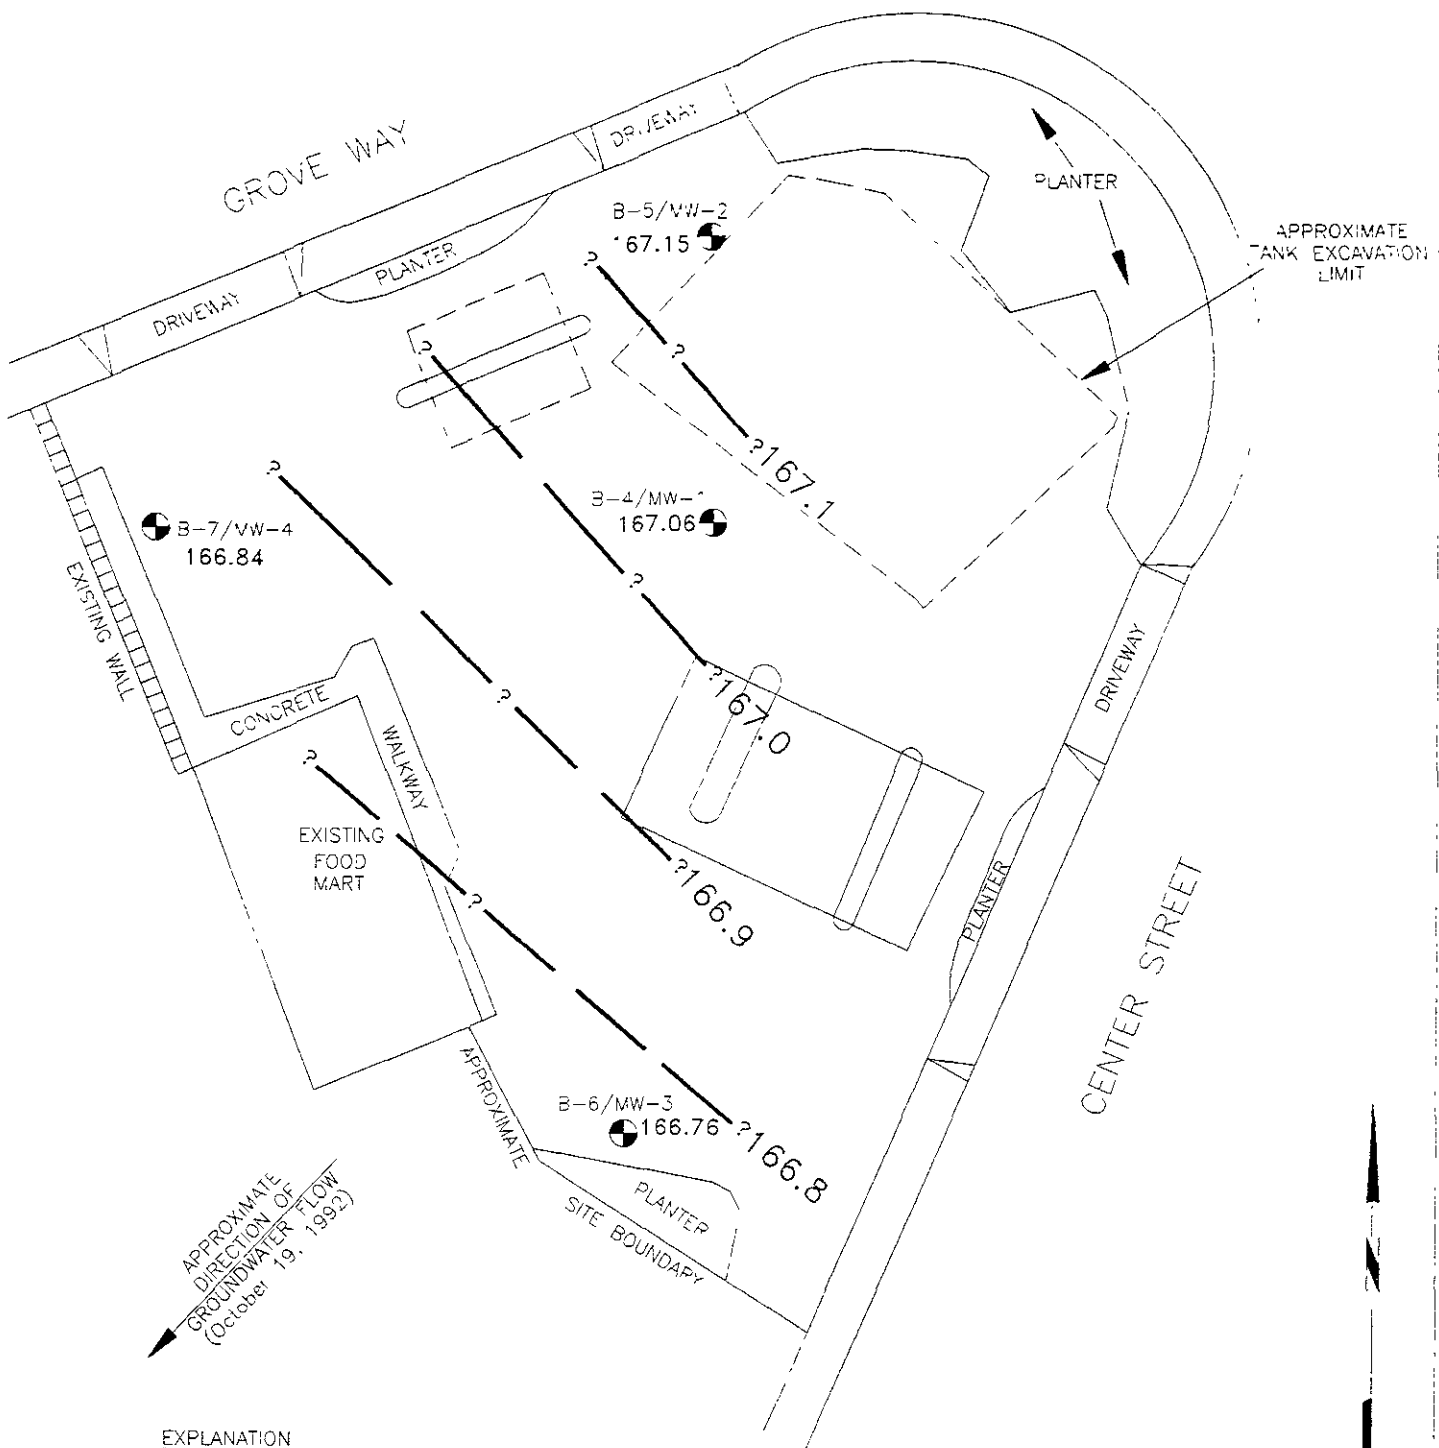 GROVE WAY
DRIVEWAY
DRIVEWAY
PLANTER
PLANTER
B-5/MW-2
167.15
APPROXIMATE
TANK EXCAVATION
LIMIT
?
?
?167.1
?
B-4/MW-1
167.06
?
?167.0
?
B-7/MW-4
166.84
?
?166.9
EXISTING WALL
CONCRETE
WALKWAY
?
EXISTING
FOOD
MART
?
?166.8
DRIVEWAY
PLANTER
CENTER STREET
B-6/MW-3
166.76
APPROXIMATE
SITE BOUNDARY
PLANTER
APPROXIMATE
DIRECTION OF
GROUNDWATER FLOW
(October 19, 1992)
N
EXPLANATION